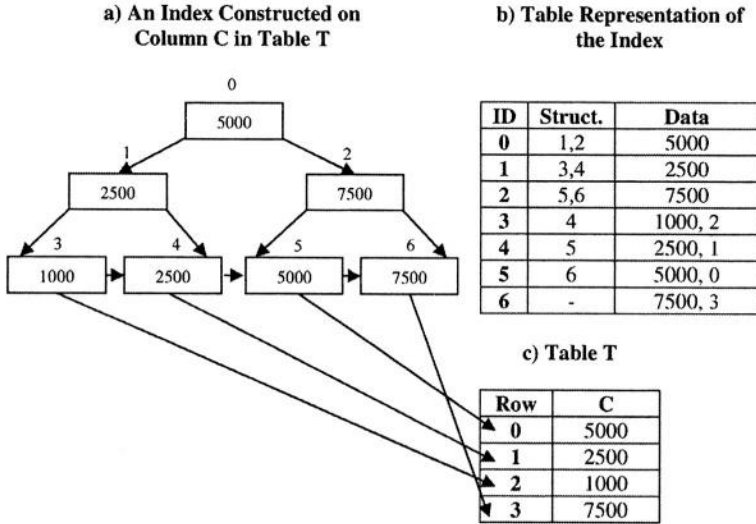 a) An Index Constructed on
Column C in Table T
0
5000
1
2
2500
7500
3
4
5
6
1000
2500
5000
7500
b) Table Representation of
the Index
ID Struct. Data
0 1,2 5000
1 3,4 2500
2 5,6 7500
3 4 1000, 2
4 5 2500, 1
5 6 5000, 0
6 - 7500, 3
c) Table T
Row C
0 5000
1 2500
2 1000
3 7500